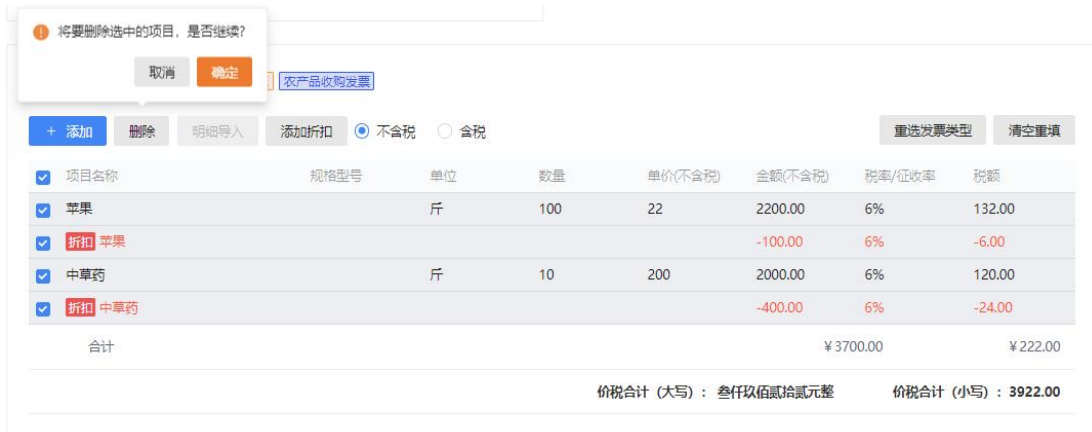 将要删除选中的项目，是否继续?
取消 确定
农产品收购发票
+ 添加 删除 明细导入 添加折扣 不含税 含税 重选发票类型 清空重填
项目名称 规格型号 单位 数量 单价(不含税) 金额(不含税) 税率/征收率 税额
苹果 斤 100 22 2200.00 6% 132.00
折扣 苹果 -100.00 6% -6.00
中草药 斤 10 200 2000.00 6% 120.00
折扣 中草药 -400.00 6% -24.00
合计 ¥3700.00 ¥222.00
价税合计（大写）: 叁仟玖佰贰拾贰元整 价税合计（小写）: 3922.00